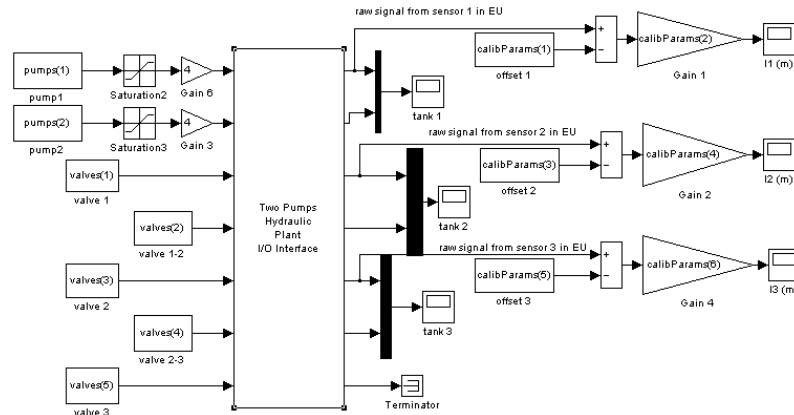 raw signal from sensor 1 in EU
calibParams(1)
offset 1
+
−
calibParams(2)
Gain 1
l1 (m)
pumps(1)
pump1
Saturation2
4
Gain 6
pumps(2)
pump2
Saturation3
4
Gain 3
tank 1
valves(1)
valve 1
valves(2)
valve 1-2
valves(3)
valve 2
valves(4)
valve 2-3
valves(5)
valve 3
Two Pumps
Hydraulic
Plant
I/O Interface
raw signal from sensor 2 in EU
calibParams(3)
offset 2
+
−
calibParams(4)
Gain 2
l2 (m)
tank 2
raw signal from sensor 3 in EU
calibParams(5)
offset 3
+
−
calibParams(6)
Gain 4
l3 (m
tank 3
Terminator